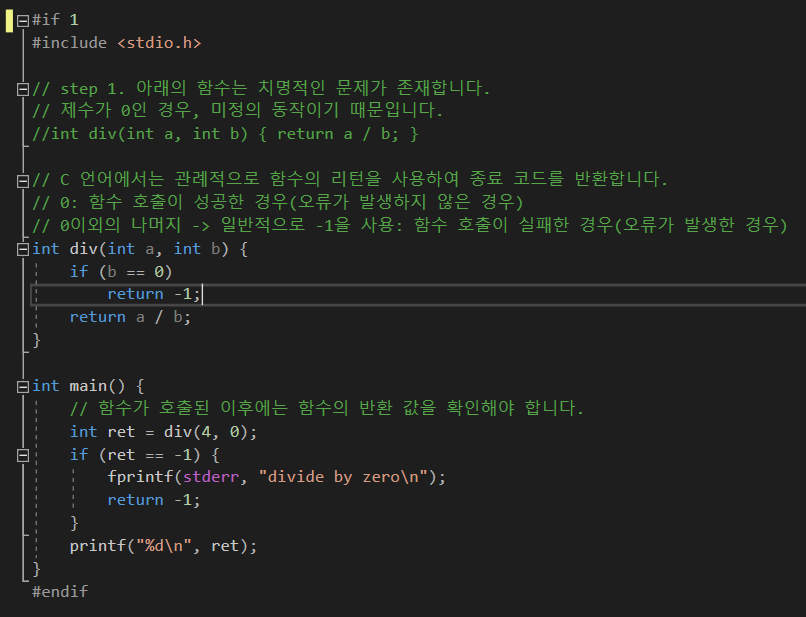 #if 1
#include <stdio.h>
// step 1. 아래의 함수는 치명적인 문제가 존재합니다.
// 제수가 0인 경우, 미정의 동작이기 때문입니다.
//int div(int a, int b) { return a / b; }
// C 언어에서는 관례적으로 함수의 리턴을 사용하여 종료 코드를 반환합니다.
// 0: 함수 호출이 성공한 경우(오류가 발생하지 않은 경우)
// 0이외의 나머지 -> 일반적으로 -1을 사용: 함수 호출이 실패한 경우(오류가 발생한 경우)
int div(int a, int b) {
    if (b == 0)
        return -1;
    return a / b;
}
int main() {
    // 함수가 호출된 이후에는 함수의 반환 값을 확인해야 합니다.
    int ret = div(4, 0);
    if (ret == -1) {
        fprintf(stderr, "divide by zero\n");
        return -1;
    }
    printf("%d\n", ret);
}
#endif